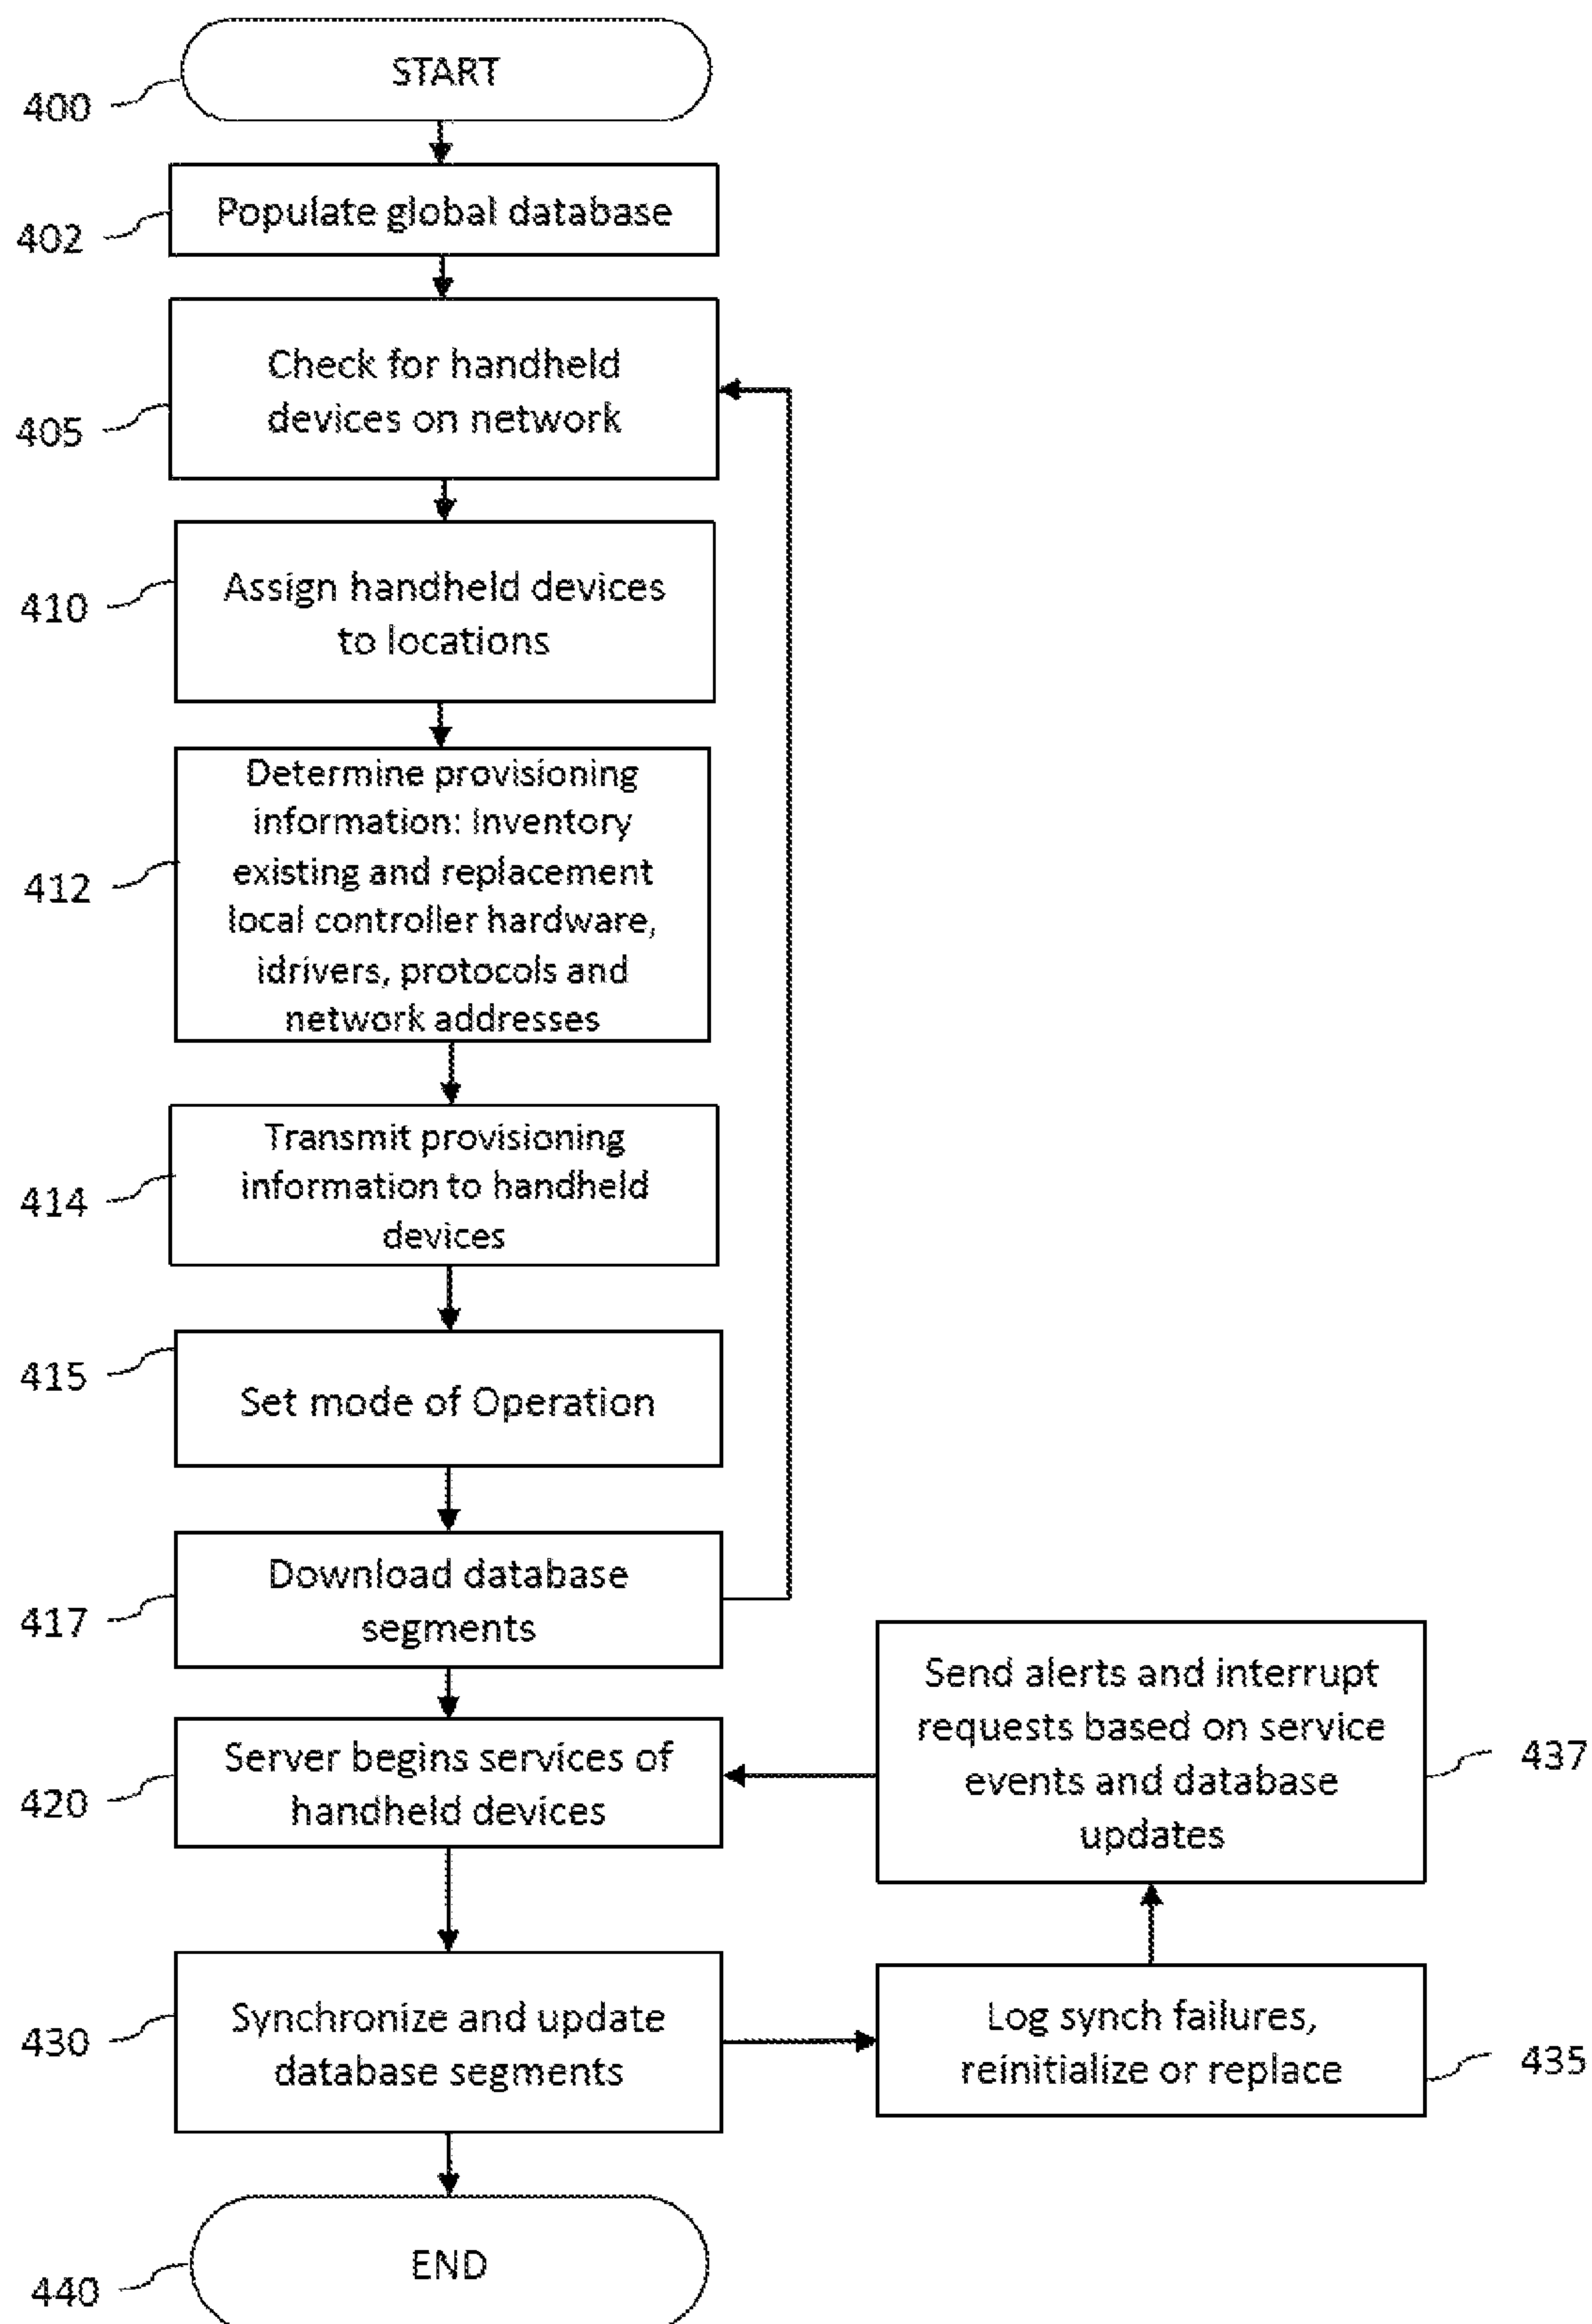 START
400
Populate global database
402
Check for handheld
devices on network
405
Assign handheld devices
to locations
410
Determine provisioning
information: Inventory
existing and replacement
local controller hardware,
idrivers, protocols and
network addresses
412
Transmit provisioning
information to handheld
devices
414
Set mode of Operation
415
Download database
segments
417
Send alerts and interrupt
requests based on service
events and database
updates
437
Server begins services of
handheld devices
420
Synchronize and update
database segments
430
Log synch failures,
reinitialize or replace
435
END
440